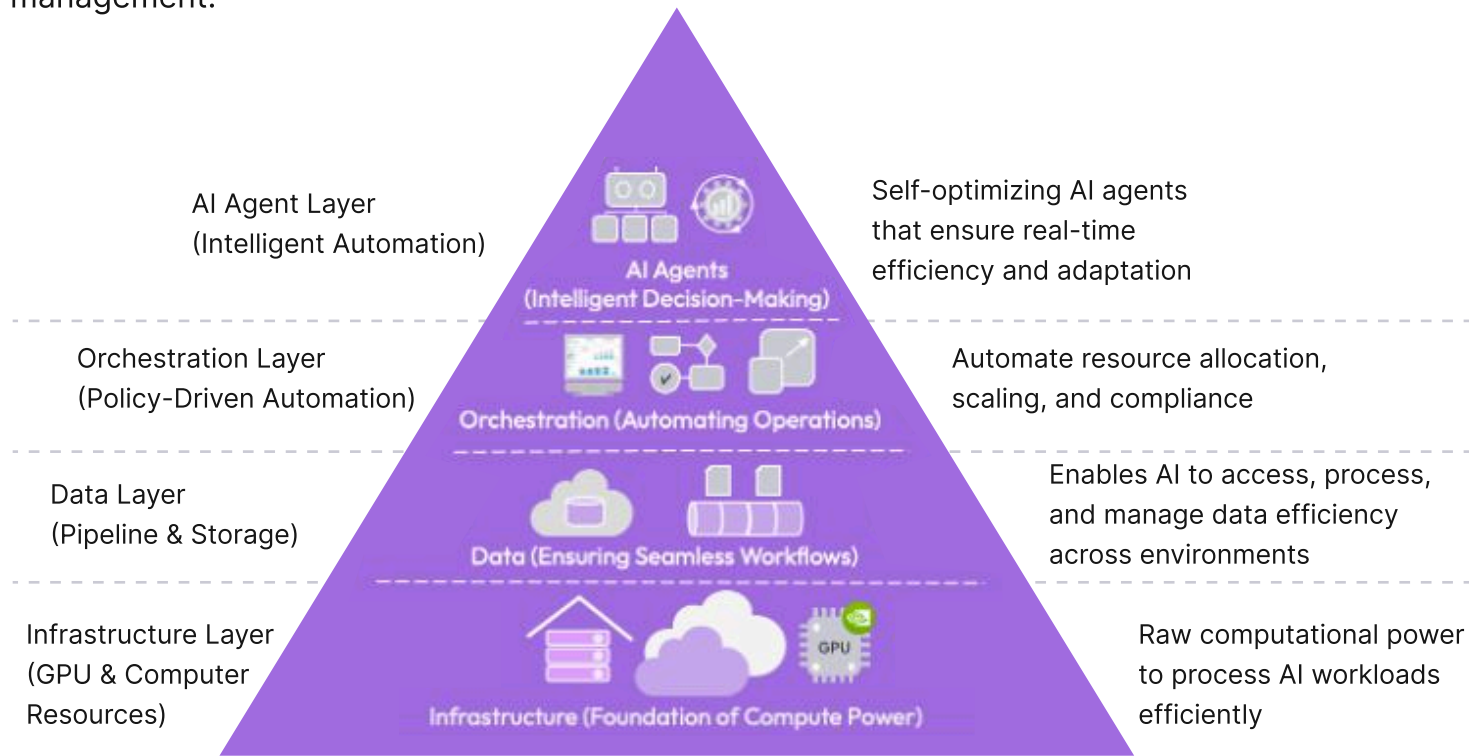 management.
AI Agent Layer
(Intelligent Automation)
AI Agents
(Intelligent Decision-Making)
Self-optimizing AI agents
that ensure real-time
efficiency and adaptation
Orchestration Layer
(Policy-Driven Automation)
Orchestration (Automating Operations)
Automate resource allocation,
scaling, and compliance
Data Layer
(Pipeline & Storage)
Data (Ensuring Seamless Workflows)
Enables AI to access, process,
and manage data efficiency
across environments
Infrastructure Layer
(GPU & Computer
Resources)
GPU
Infrastructure (Foundation of Compute Power)
Raw computational power
to process AI workloads
efficiently